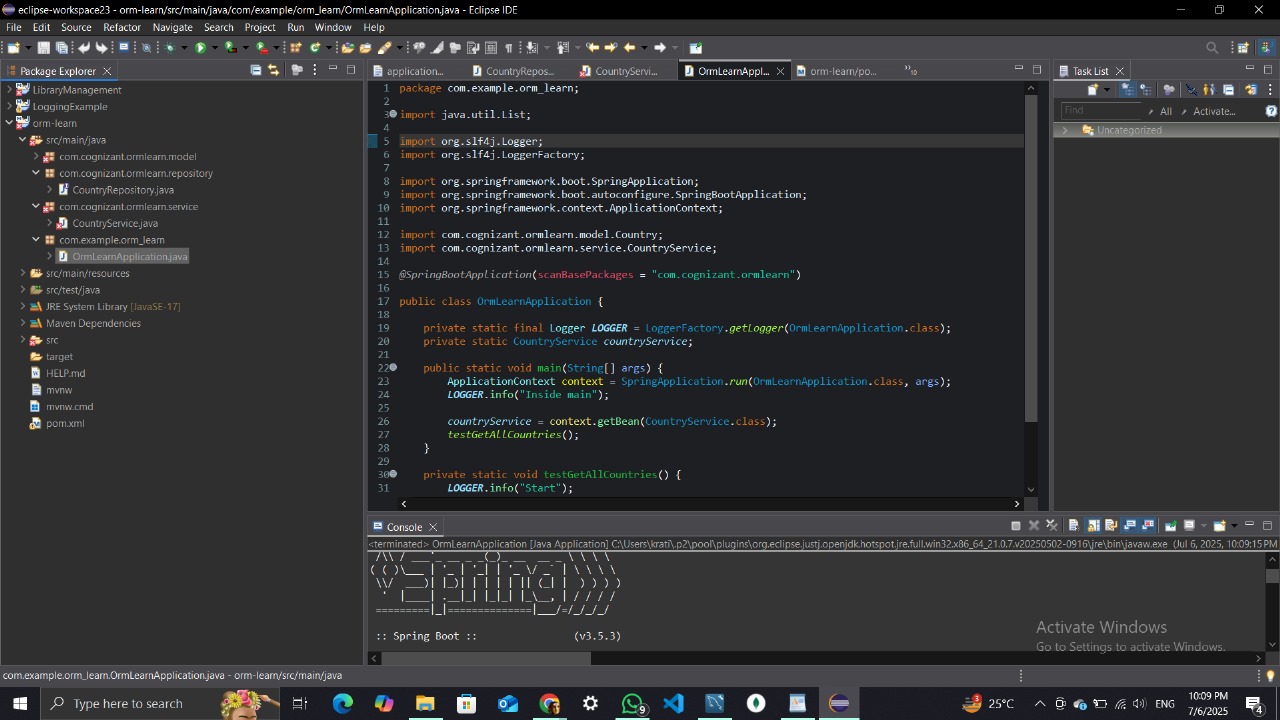 eclipse-workspace23 - orm-learn/src/main/java/com/example/orm_learn/OrmLearnApplication.java - Eclipse IDE
File Edit Source Refactor Navigate Search Project Run Window Help
Package Explorer
LibraryManagement
LoggingExample
orm-learn
src/main/java
com.cognizant.ormlearn.model
com.cognizant.ormlearn.repository
CountryRepository.java
com.cognizant.ormlearn.service
CountryService.java
com.example.orm_learn
OrmLearnApplication.java
src/main/resources
src/test/java
JRE System Library [JavaSE-17]
Maven Dependencies
src
target
HELP.md
mvnw
mvnw.cmd
pom.xml
application... CountryRepos... CountryServi... OrmLearnAppl... orm-learn/po... »10
1 package com.example.orm_learn;
2
3 import java.util.List;
4
5 import org.slf4j.Logger;
6 import org.slf4j.LoggerFactory;
7
8 import org.springframework.boot.SpringApplication;
9 import org.springframework.boot.autoconfigure.SpringBootApplication;
10 import org.springframework.context.ApplicationContext;
11
12 import com.cognizant.ormlearn.model.Country;
13 import com.cognizant.ormlearn.service.CountryService;
14
15 @SpringBootApplication(scanBasePackages = "com.cognizant.ormlearn")
16
17 public class OrmLearnApplication {
18
19 private static final Logger LOGGER = LoggerFactory.getLogger(OrmLearnApplication.class);
20 private static CountryService countryService;
21
22 public static void main(String[] args) {
23 ApplicationContext context = SpringApplication.run(OrmLearnApplication.class, args);
24 LOGGER.info("Inside main");
25
26 countryService = context.getBean(CountryService.class);
27 testGetAllCountries();
28 }
29
30 private static void testGetAllCountries() {
31 LOGGER.info("Start");
Task List
Find All Activate...
Uncategorized
Console
<terminated> OrmLearnApplication [Java Application] C:\Users\krati\.p2\pool\plugins\org.eclipse.justj.openjdk.hotspot.jre.full.win32.x86_64_21.0.7.v20250502-0916\jre\bin\javaw.exe (Jul 6, 2025, 10:09:15 PM
Spring
:: Spring Boot :: (v3.5.3)
Activate Windows
Go to Settings to activate Windows.
com.example.orm_learn.OrmLearnApplication.java - orm-learn/src/main/java
Type here to search
9
3
25°C
ENG
10:09 PM
7/6/2025
4